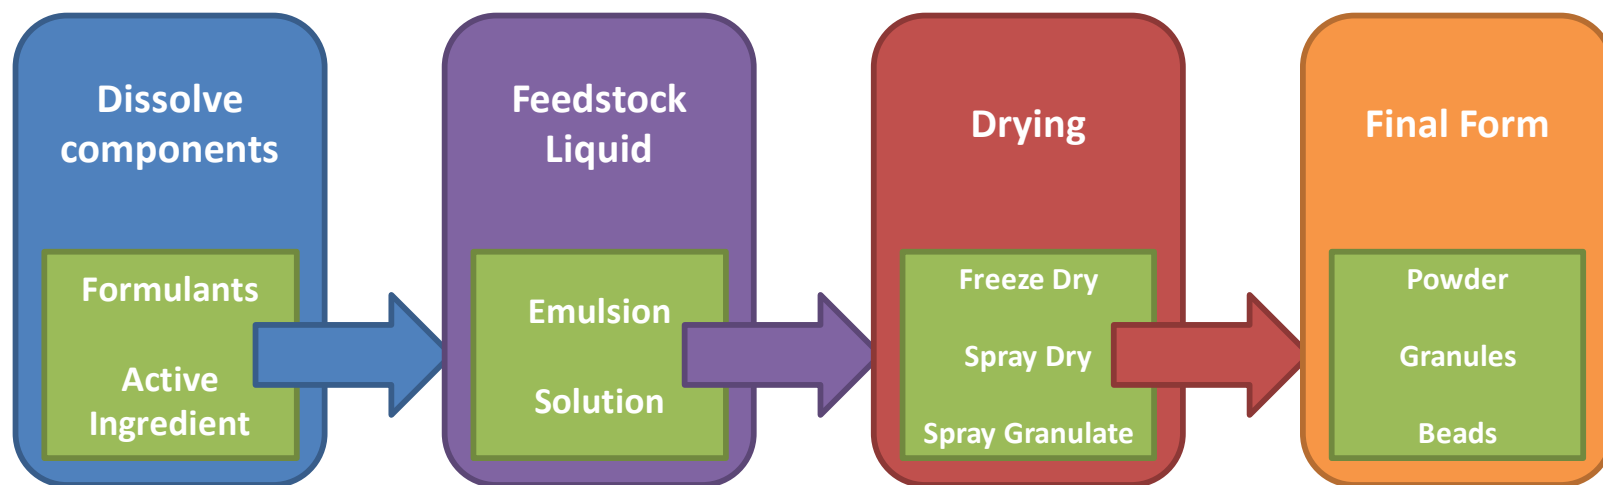 Dissolve
components
Formulants
Active
Ingredient
Feedstock
Liquid
Emulsion
Solution
Drying
Freeze Dry
Spray Dry
Spray Granulate
Final Form
Powder
Granules
Beads